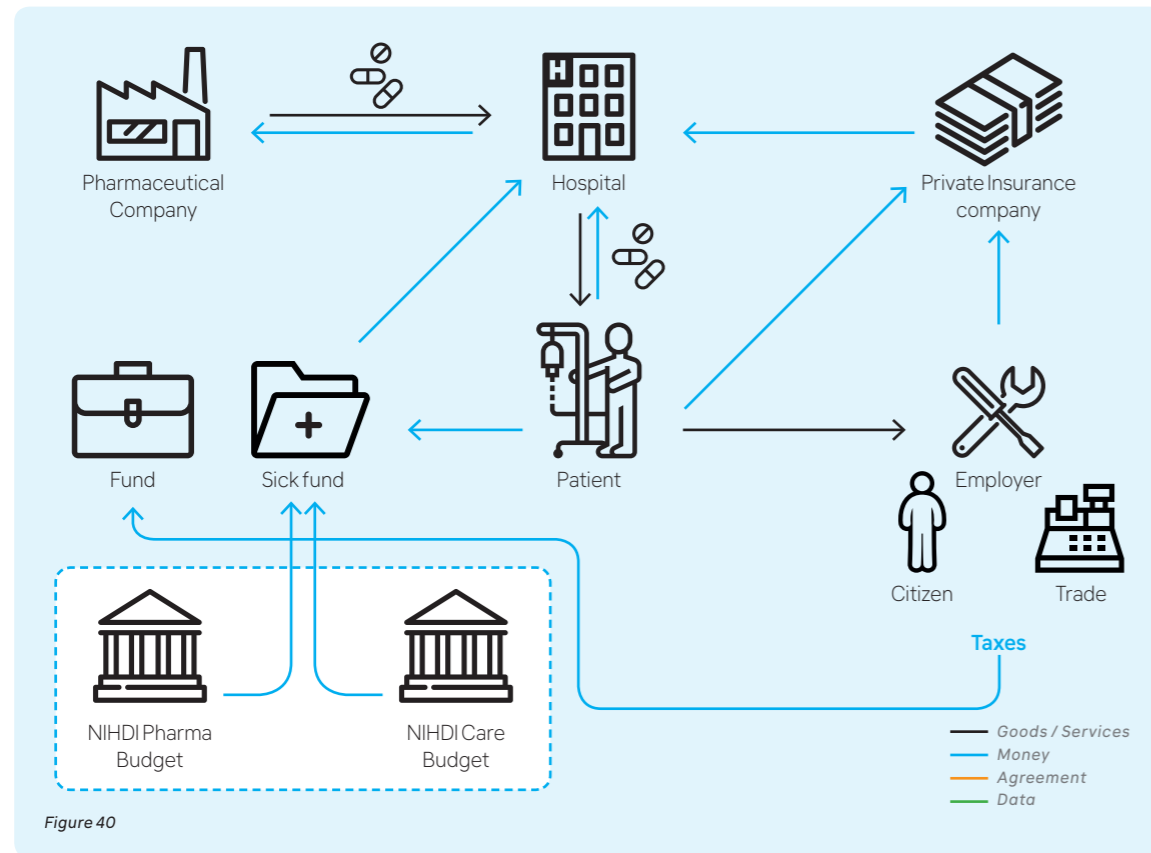 H
Pharmaceutical
Company
Hospital
Private Insurance
company
Fund
Sick fund
Patient
Employer
Citizen
Trade
Taxes
NIHDI Pharma
Budget
NIHDI Care
Budget
Goods / Services
Money
Agreement
Data
Figure 40